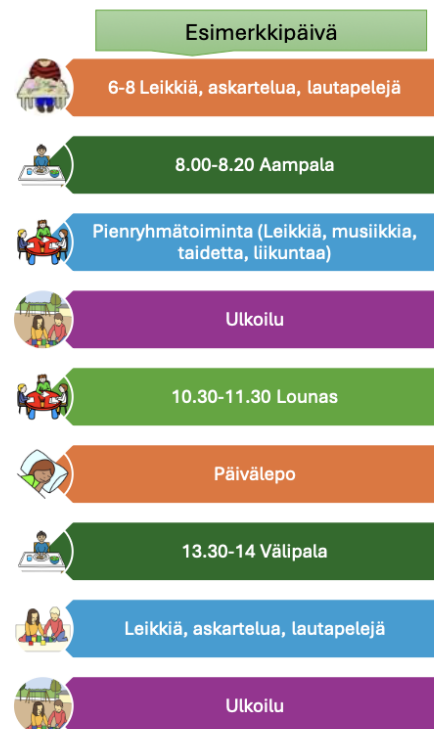 Esimerkkipäivä
6-8 Leikkiä, askartelua, lautapelejä
8.00-8.20 Aampala
Pienryhmätoiminta (Leikkiä, musiikkia,
taidetta, liikuntaa)
Ulkoilu
10.30-11.30 Lounas
Päivälepo
13.30-14 Välipala
Leikkiä, askartelua, lautapelejä
Ulkoilu